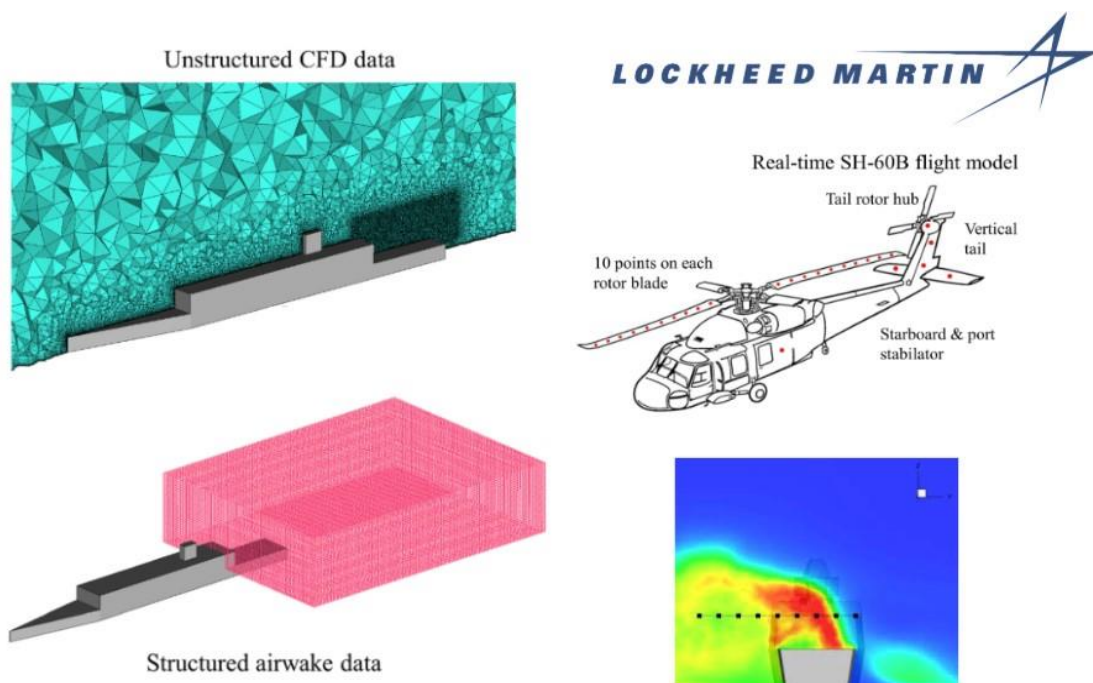 Unstructured CFD data
LOCKHEED MARTIN
Real-time SH-60B flight model
Tail rotor hub
Vertical
tail
10 points on each
rotor blade
Starboard & port
stabilator
Structured airwake data